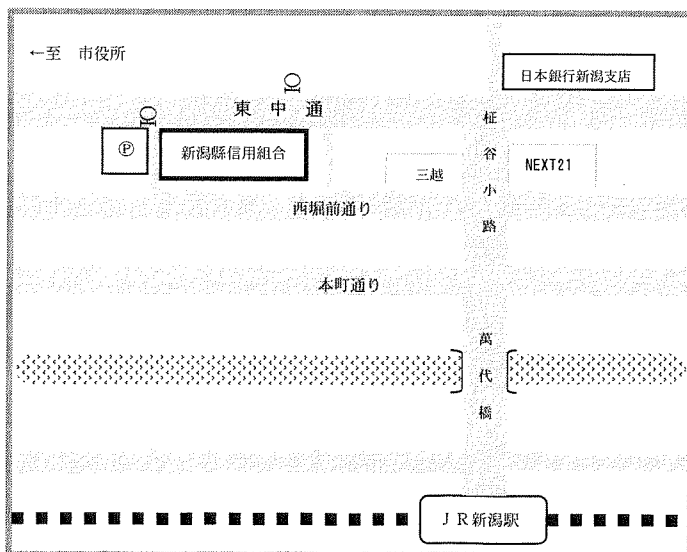 ←至 市役所
日本銀行新潟支店
東中通
Ⓟ
新潟縣信用組合
三越
NEXT21
柾谷小路
西堀前通り
本町通り
萬代橋
JR新潟駅